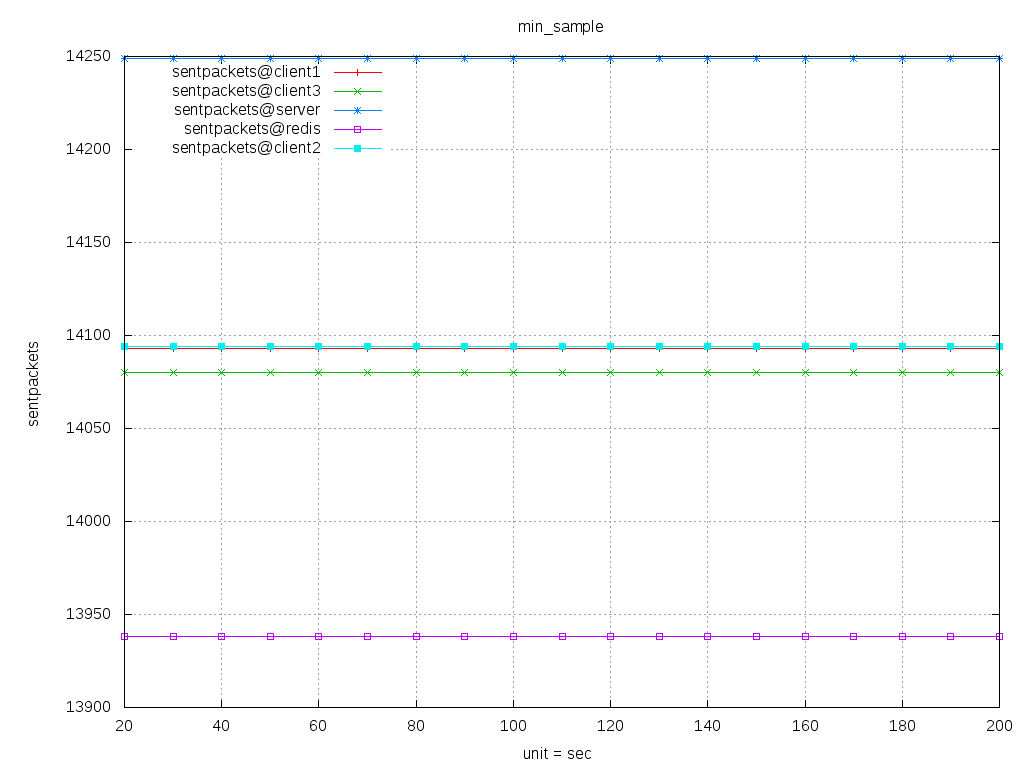 min_sample
14250
14200
14150
14100
14050
14000
13950
13900
sentpackets
sentpackets@client1
sentpackets@client3
sentpackets@server
sentpackets@redis
sentpackets@client2
20 40 60 80 100 120 140 160 180 200
unit = sec